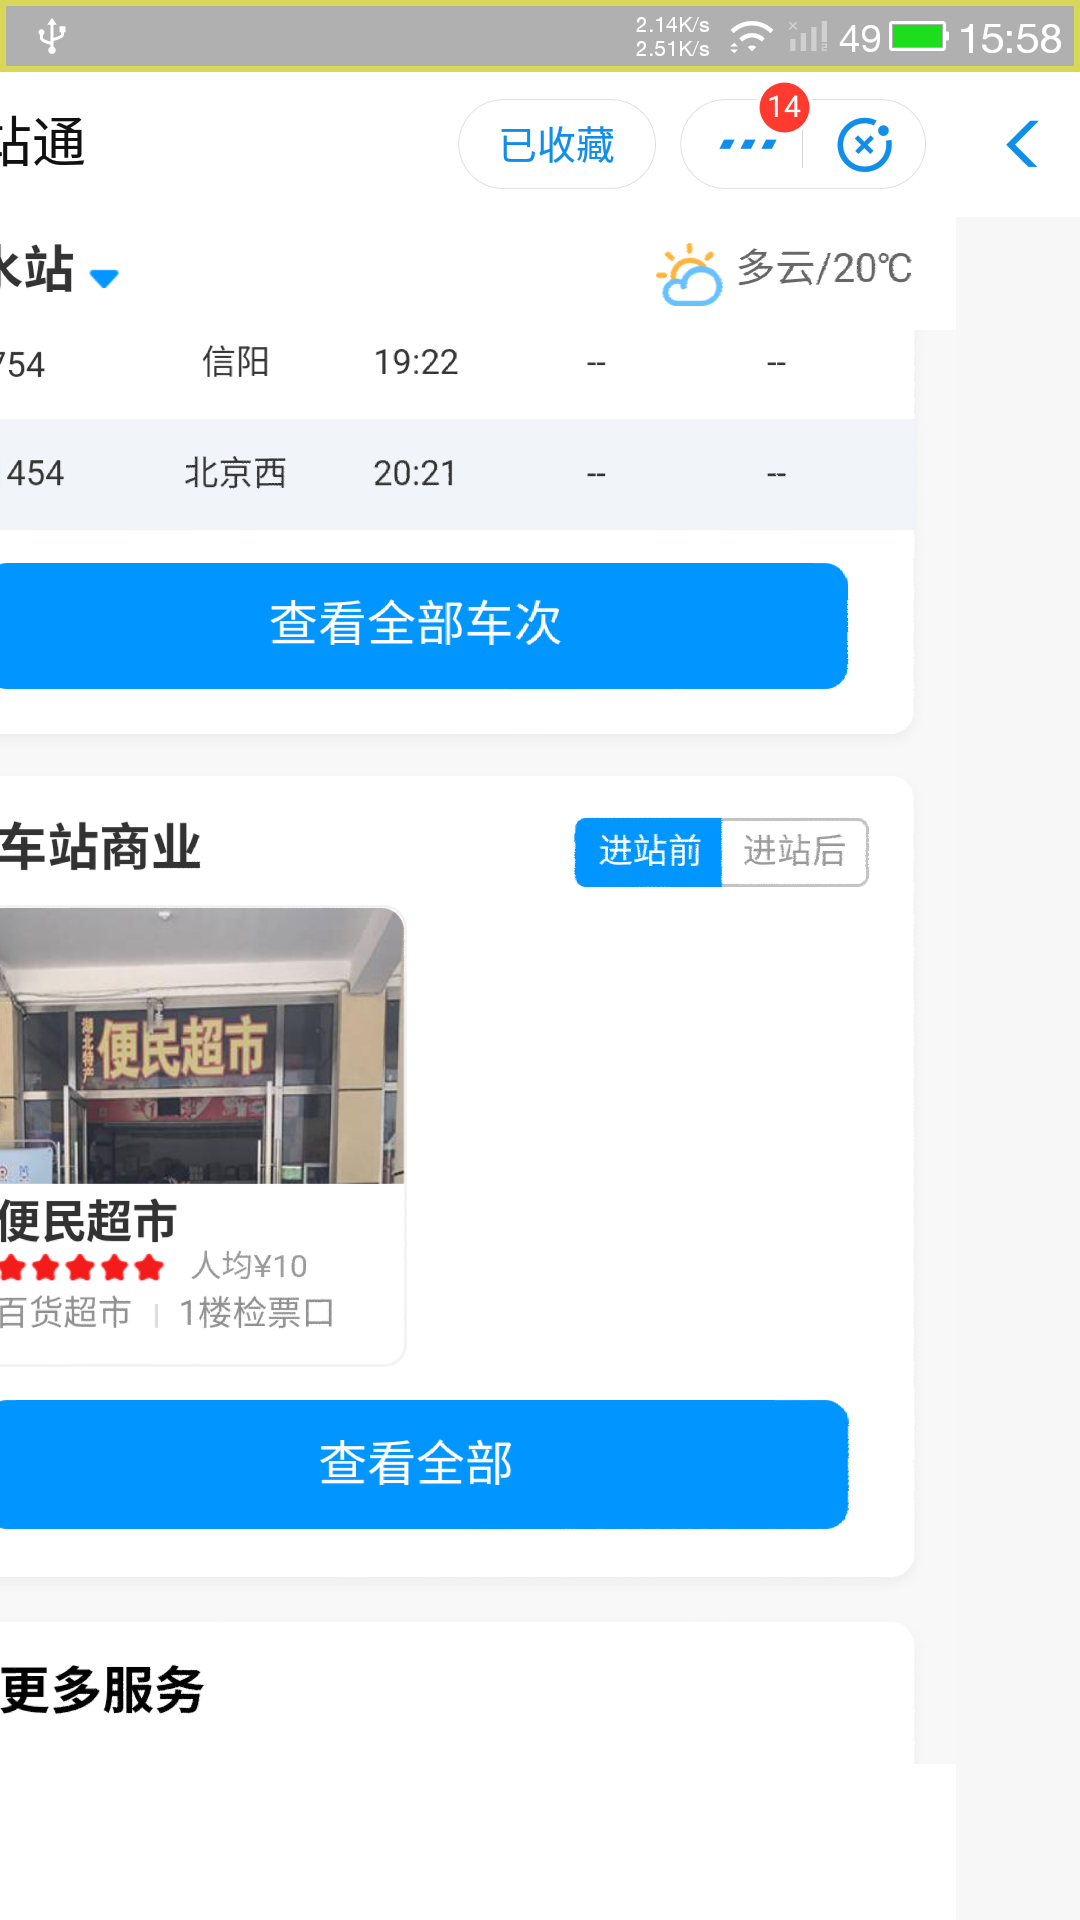 2.14K/s
2.51K/s
49
15:58
站通
已收藏
14
水站
多云/20℃
754
信阳
19:22
--
--
454
北京西
20:21
--
--
查看全部车次
车站商业
进站前
进站后
湖北特产
便民超市
便民超市
人均¥10
百货超市
1楼检票口
查看全部
更多服务